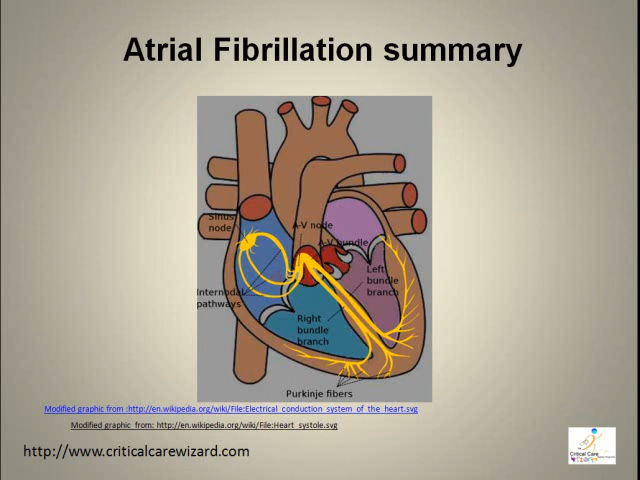 Atrial Fibrillation summary
Sinus
node
A-V node
A-V bundle
Left
bundle
branch
Internodal
pathways
Right
bundle
branch
Purkinje fibers
Modified graphic from :http://en.wikipedia.org/wiki/File:Electrical_conduction_system_of_the_heart.svg
Modified graphic from: http://en.wikipedia.org/wiki/File:Heart_systole.svg
http://www.criticalcarewizard.com
Critical Care